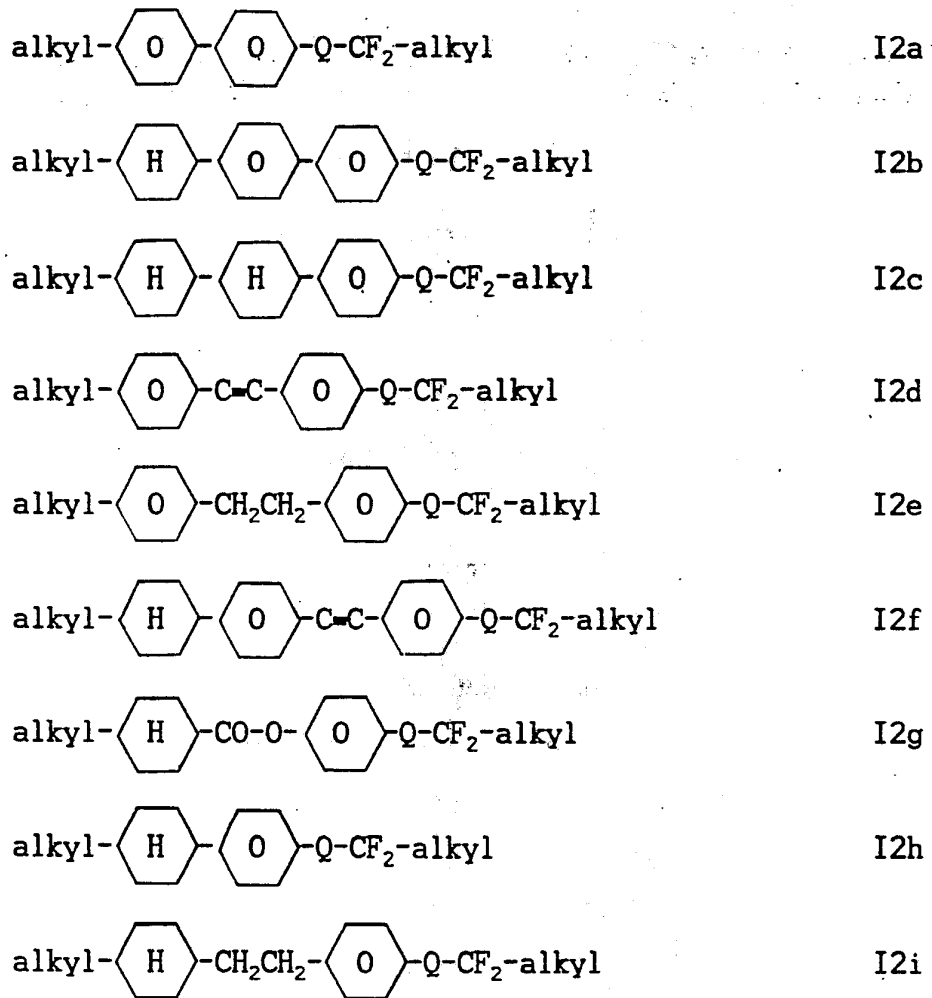 alkyl-⟨O⟩-⟨O⟩-Q-CF₂-alkyl I2a
alkyl-⟨H⟩-⟨O⟩-⟨O⟩-Q-CF₂-alkyl I2b
alkyl-⟨H⟩-⟨H⟩-⟨O⟩-Q-CF₂-alkyl I2c
alkyl-⟨O⟩-C=C-⟨O⟩-Q-CF₂-alkyl I2d
alkyl-⟨O⟩-CH₂CH₂-⟨O⟩-Q-CF₂-alkyl I2e
alkyl-⟨H⟩-⟨O⟩-C=C-⟨O⟩-Q-CF₂-alkyl I2f
alkyl-⟨H⟩-CO-O-⟨O⟩-Q-CF₂-alkyl I2g
alkyl-⟨H⟩-⟨O⟩-Q-CF₂-alkyl I2h
alkyl-⟨H⟩-CH₂CH₂-⟨O⟩-Q-CF₂-alkyl I2i